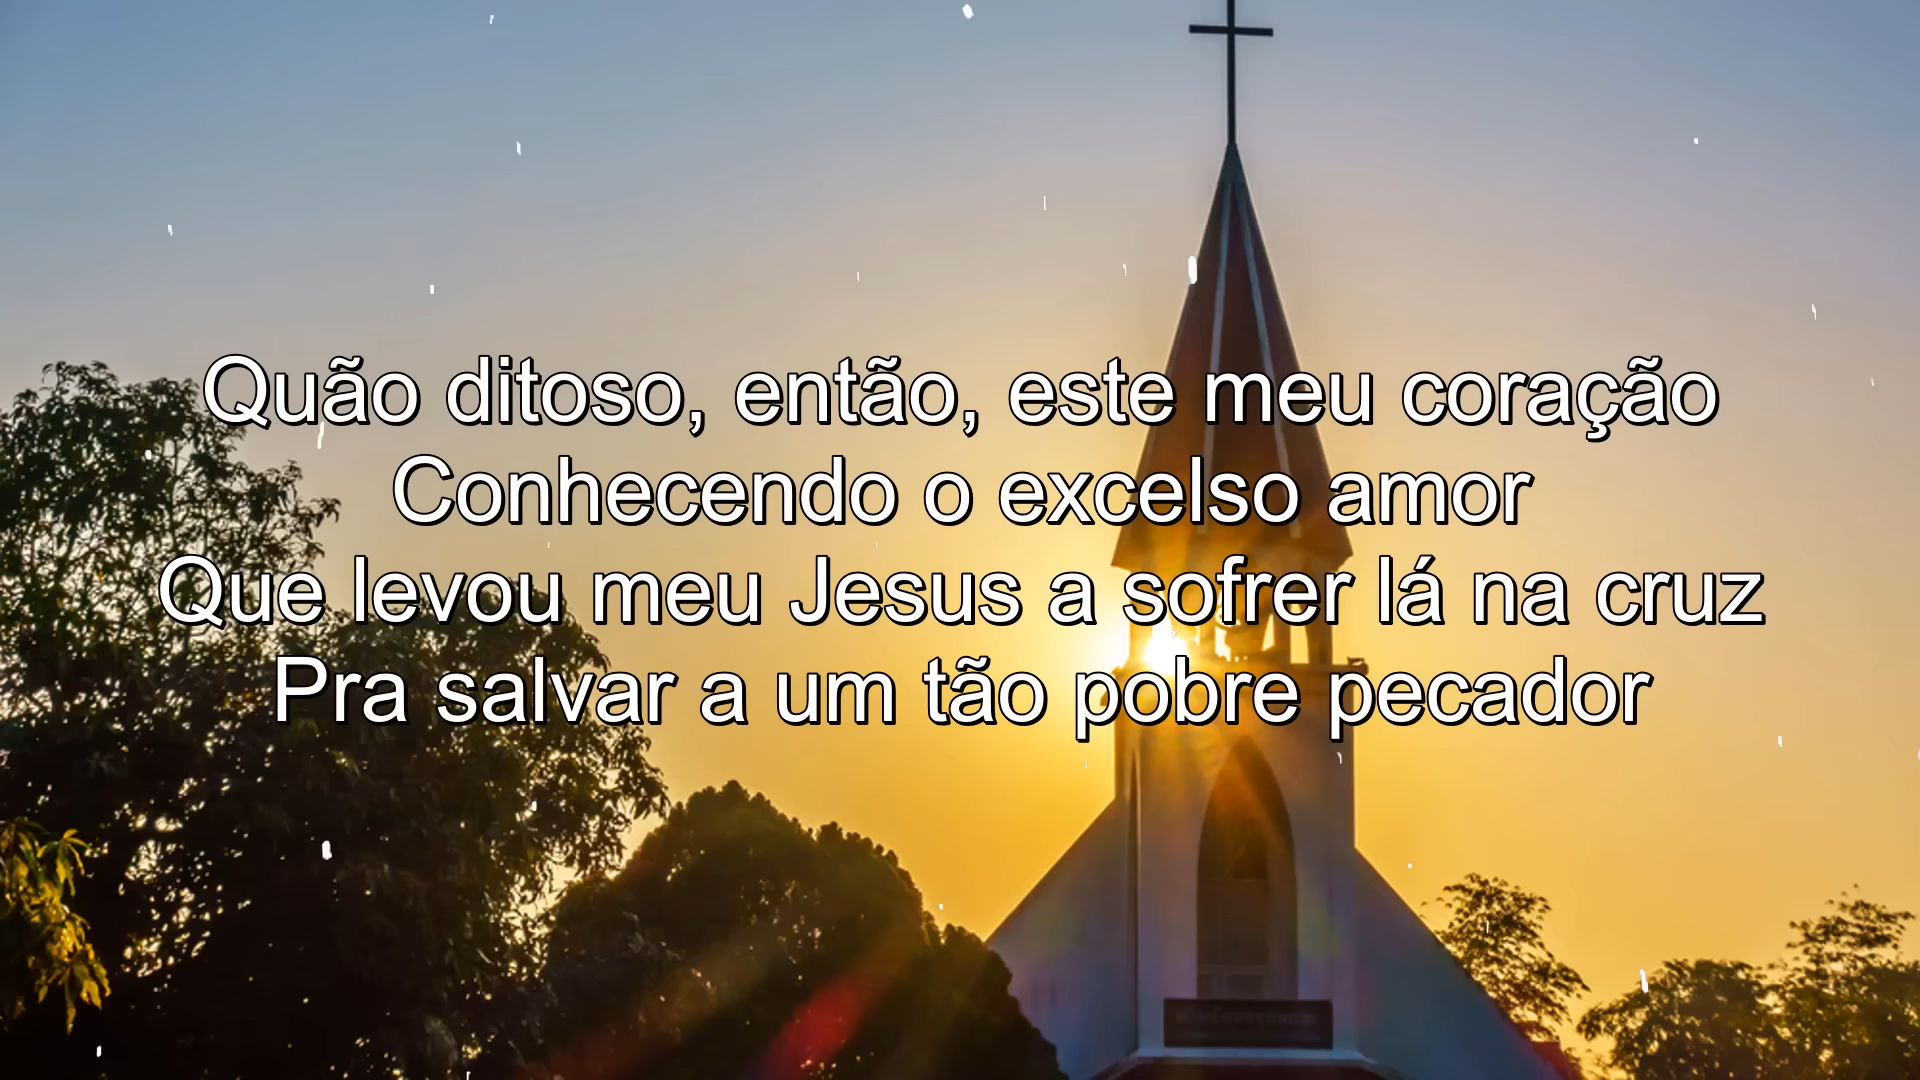 Quão ditoso, então, este meu coração
Conhecendo o excelso amor
Que levou meu Jesus a sofrer lá na cruz
Pra salvar a um tão pobre pecador